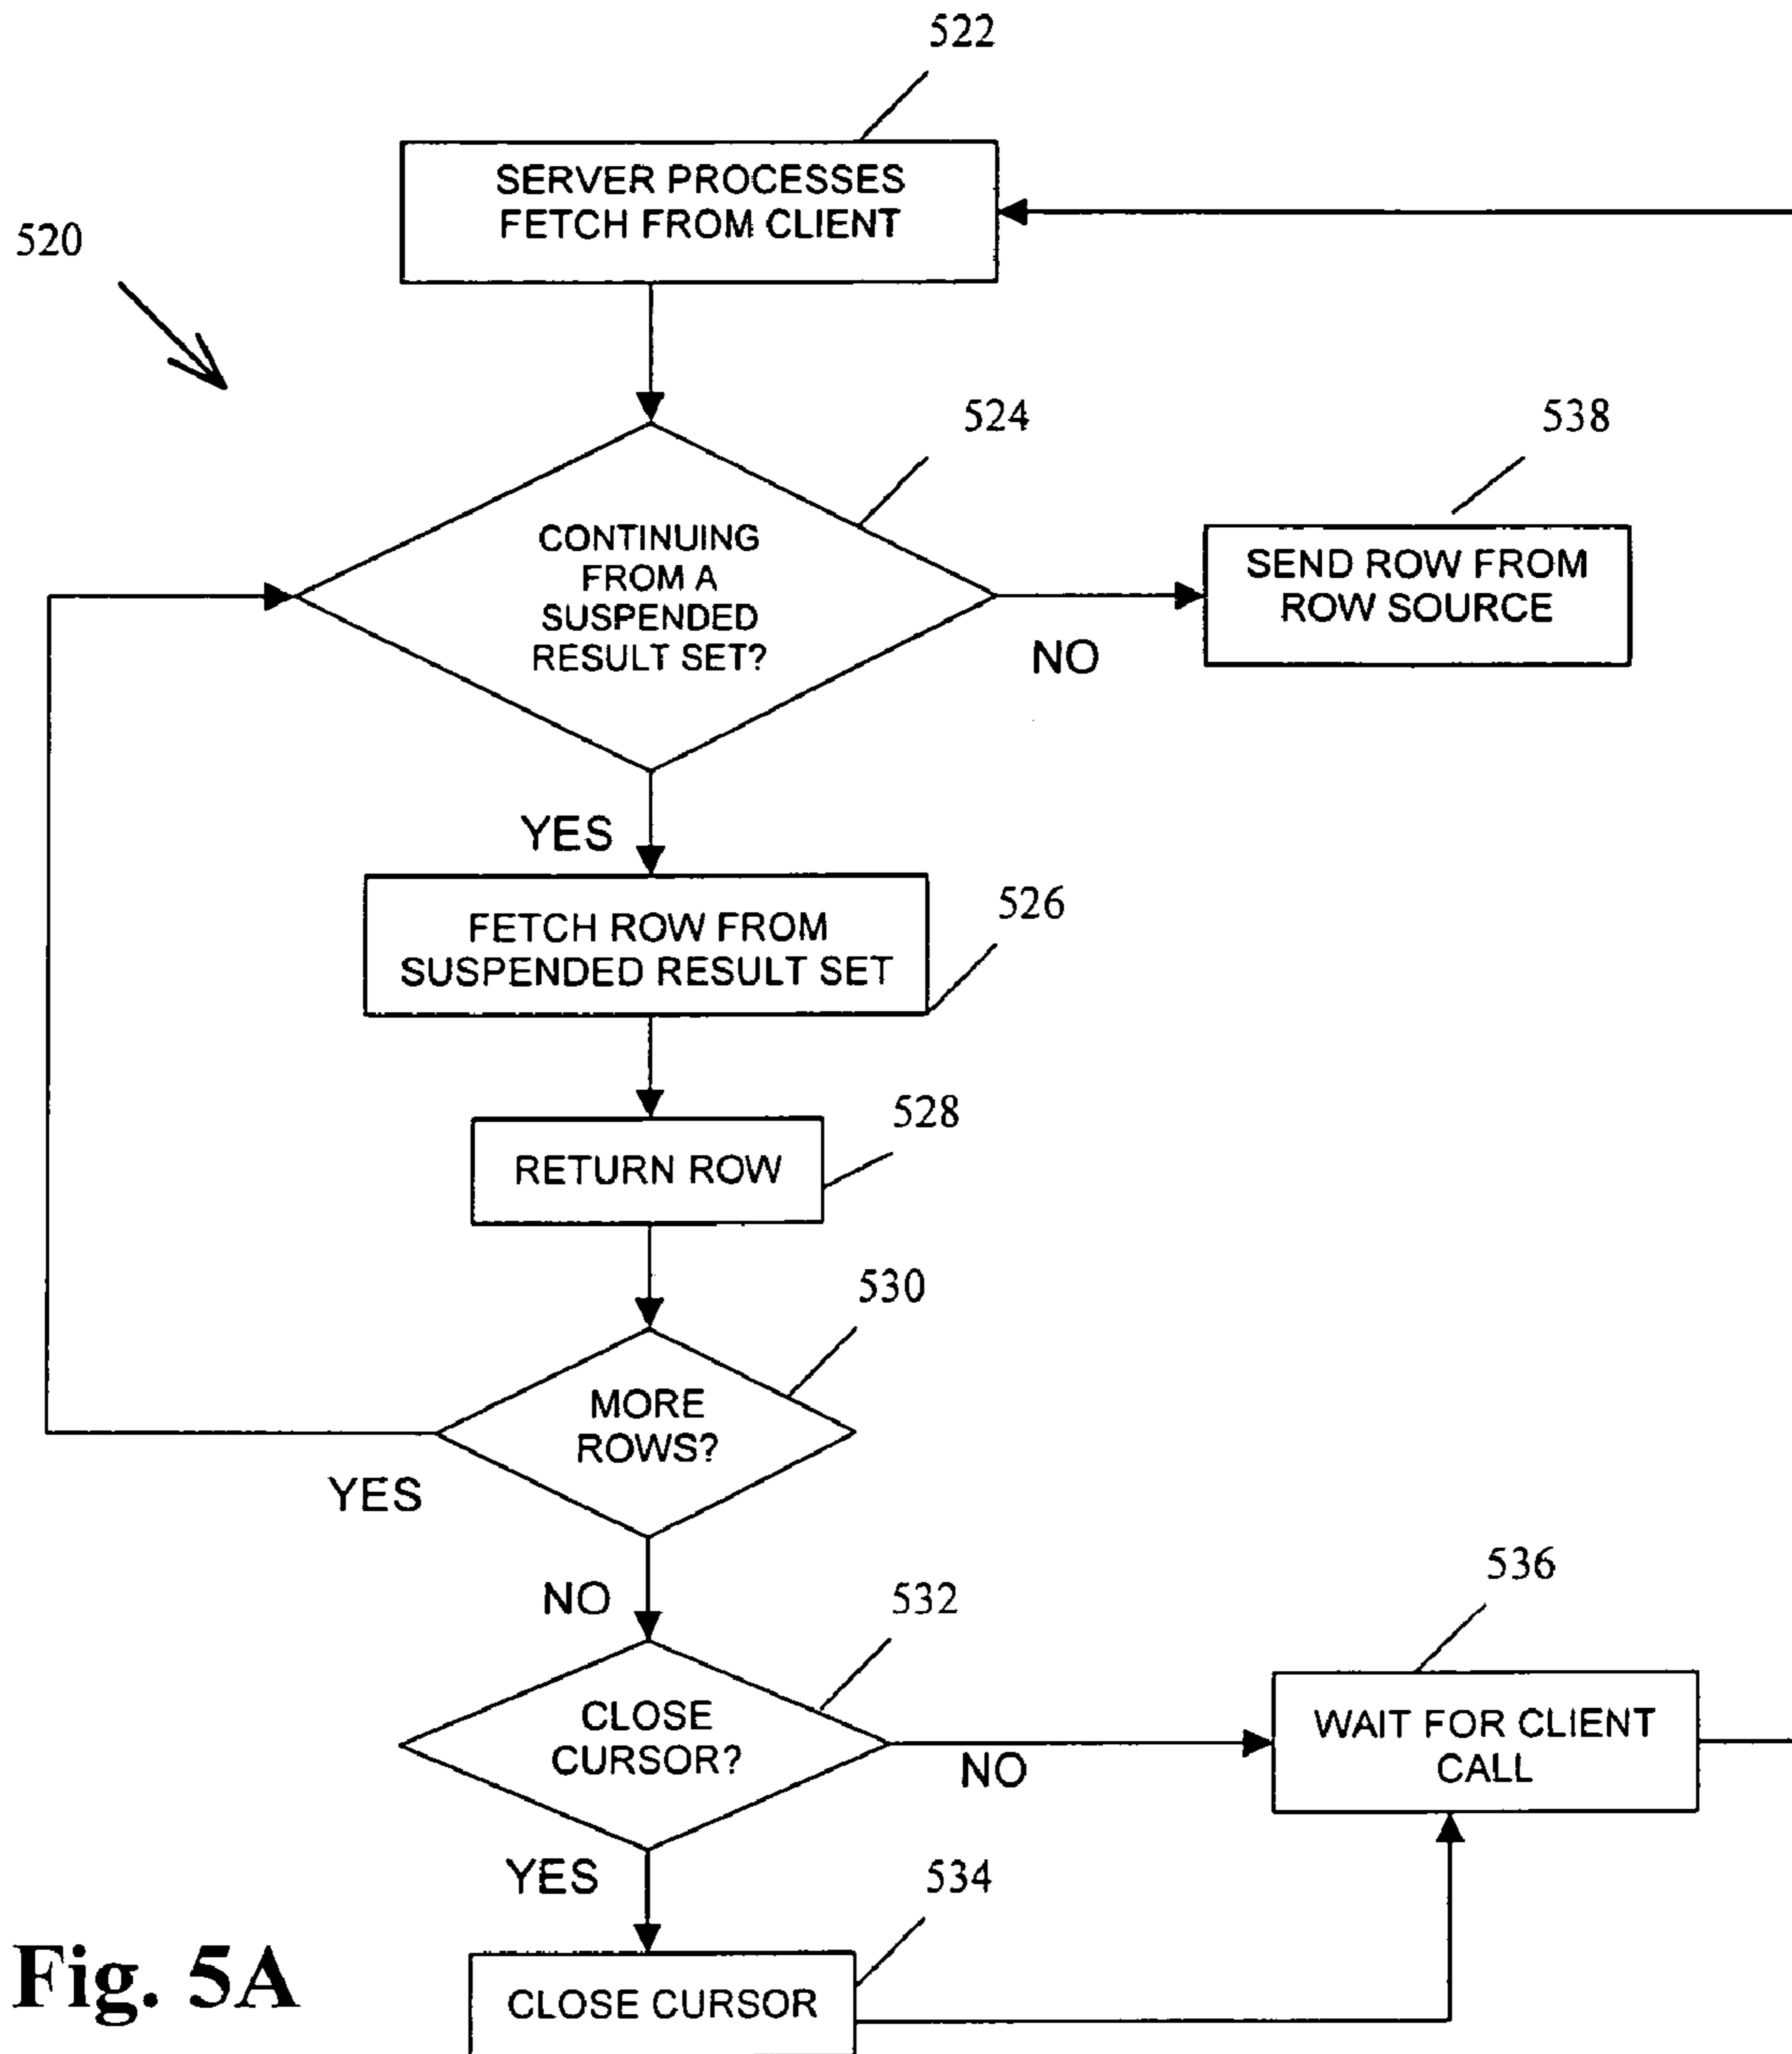 522
SERVER PROCESSES
FETCH FROM CLIENT
520
524
538
CONTINUING
FROM A
SUSPENDED
RESULT SET?
SEND ROW FROM
ROW SOURCE
NO
YES
526
FETCH ROW FROM
SUSPENDED RESULT SET
528
RETURN ROW
530
MORE
ROWS?
YES
NO
532
536
CLOSE
CURSOR?
NO
WAIT FOR CLIENT
CALL
YES
534
CLOSE CURSOR
Fig. 5A